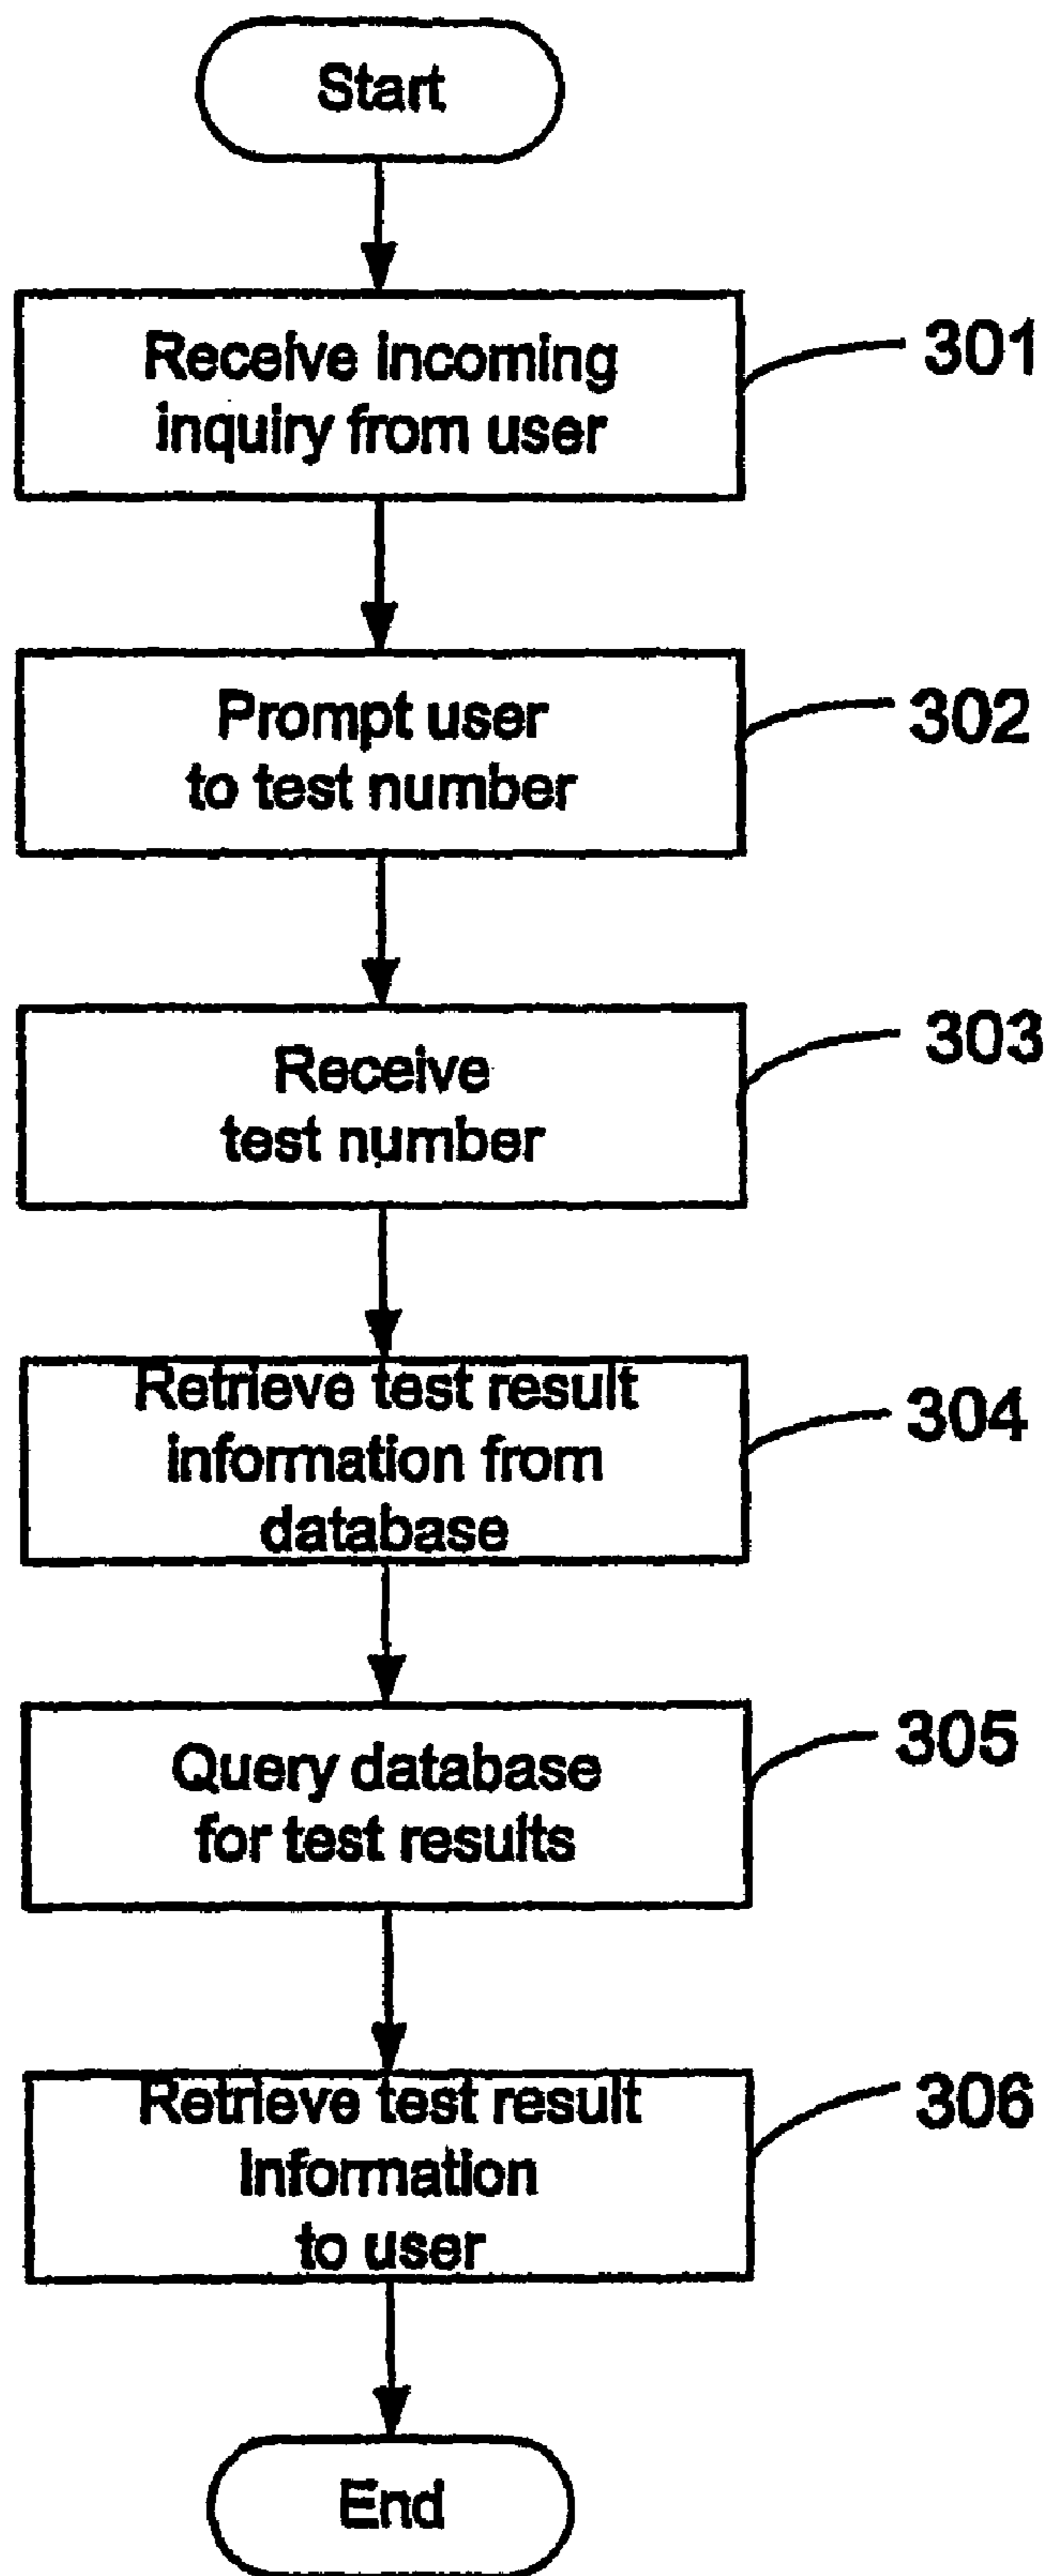 Start
Receive incoming
inquiry from user
301
Prompt user
to test number
302
Receive
test number
303
Retrieve test result
information from
database
304
Query database
for test results
305
Retrieve test result
Information
to user
306
End